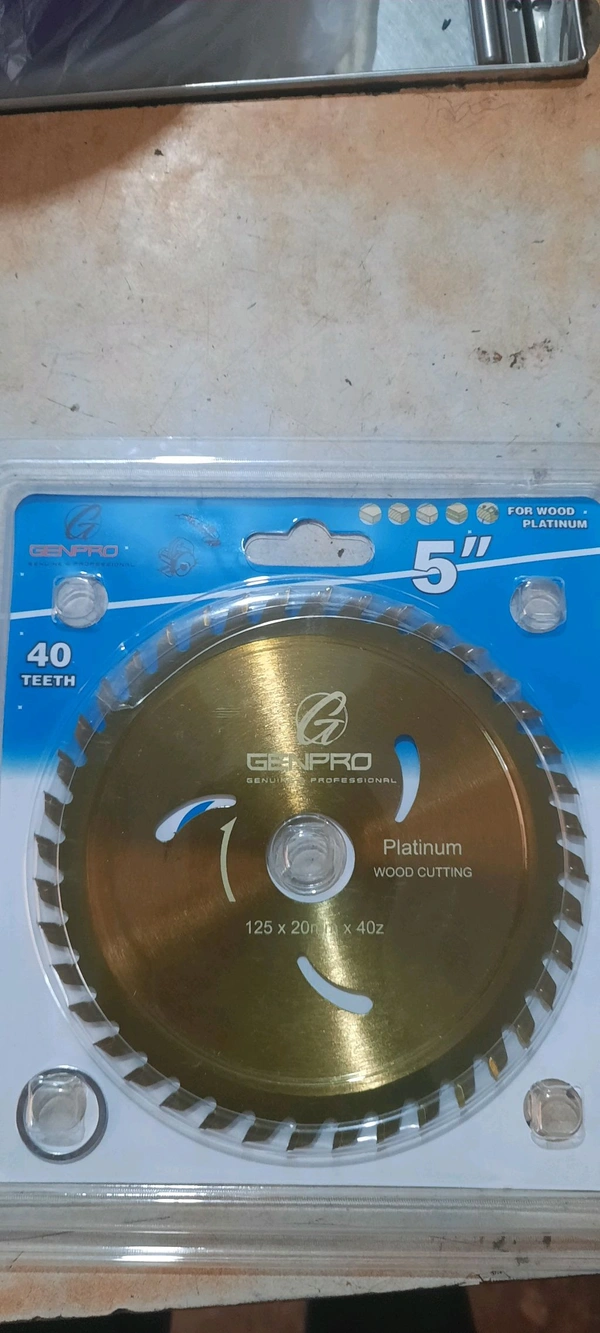 FOR WOOD
PLATINUM
GENPRO
5"
40
TEETH
G
GENPRO
GENUINE PROFESSIONAL
Platinum
WOOD CUTTING
125 x 20mm x 40z